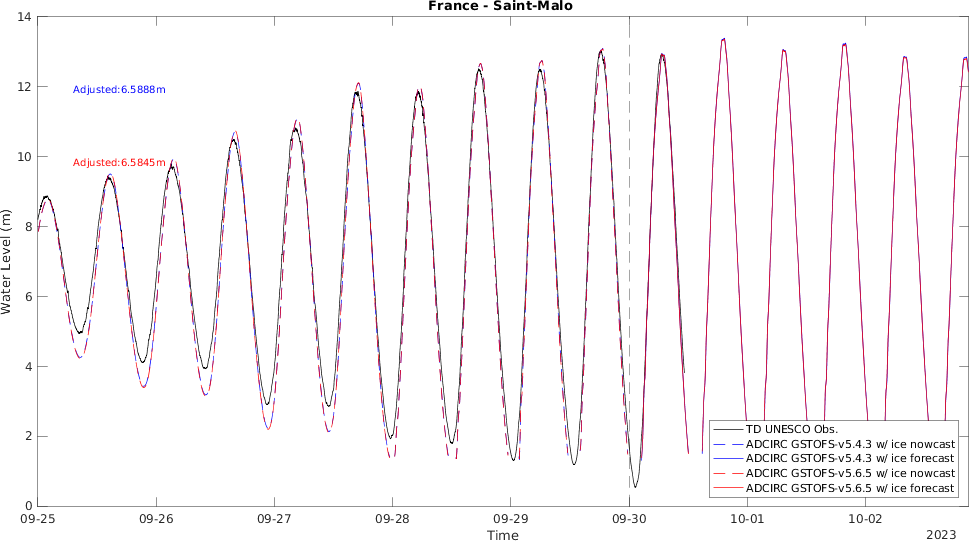 France - Saint-Malo
14
12
10
8
6
4
2
0
Water Level (m)
Adjusted:6.5888m
Adjusted:6.5845m
TD UNESCO Obs.
ADCIRC GSTOFS-v5.4.3 w/ ice nowcast
ADCIRC GSTOFS-v5.4.3 w/ ice forecast
ADCIRC GSTOFS-v5.6.5 w/ ice nowcast
ADCIRC GSTOFS-v5.6.5 w/ ice forecast
09-25 09-26 09-27 09-28 09-29 09-30 10-01 10-02
Time
2023